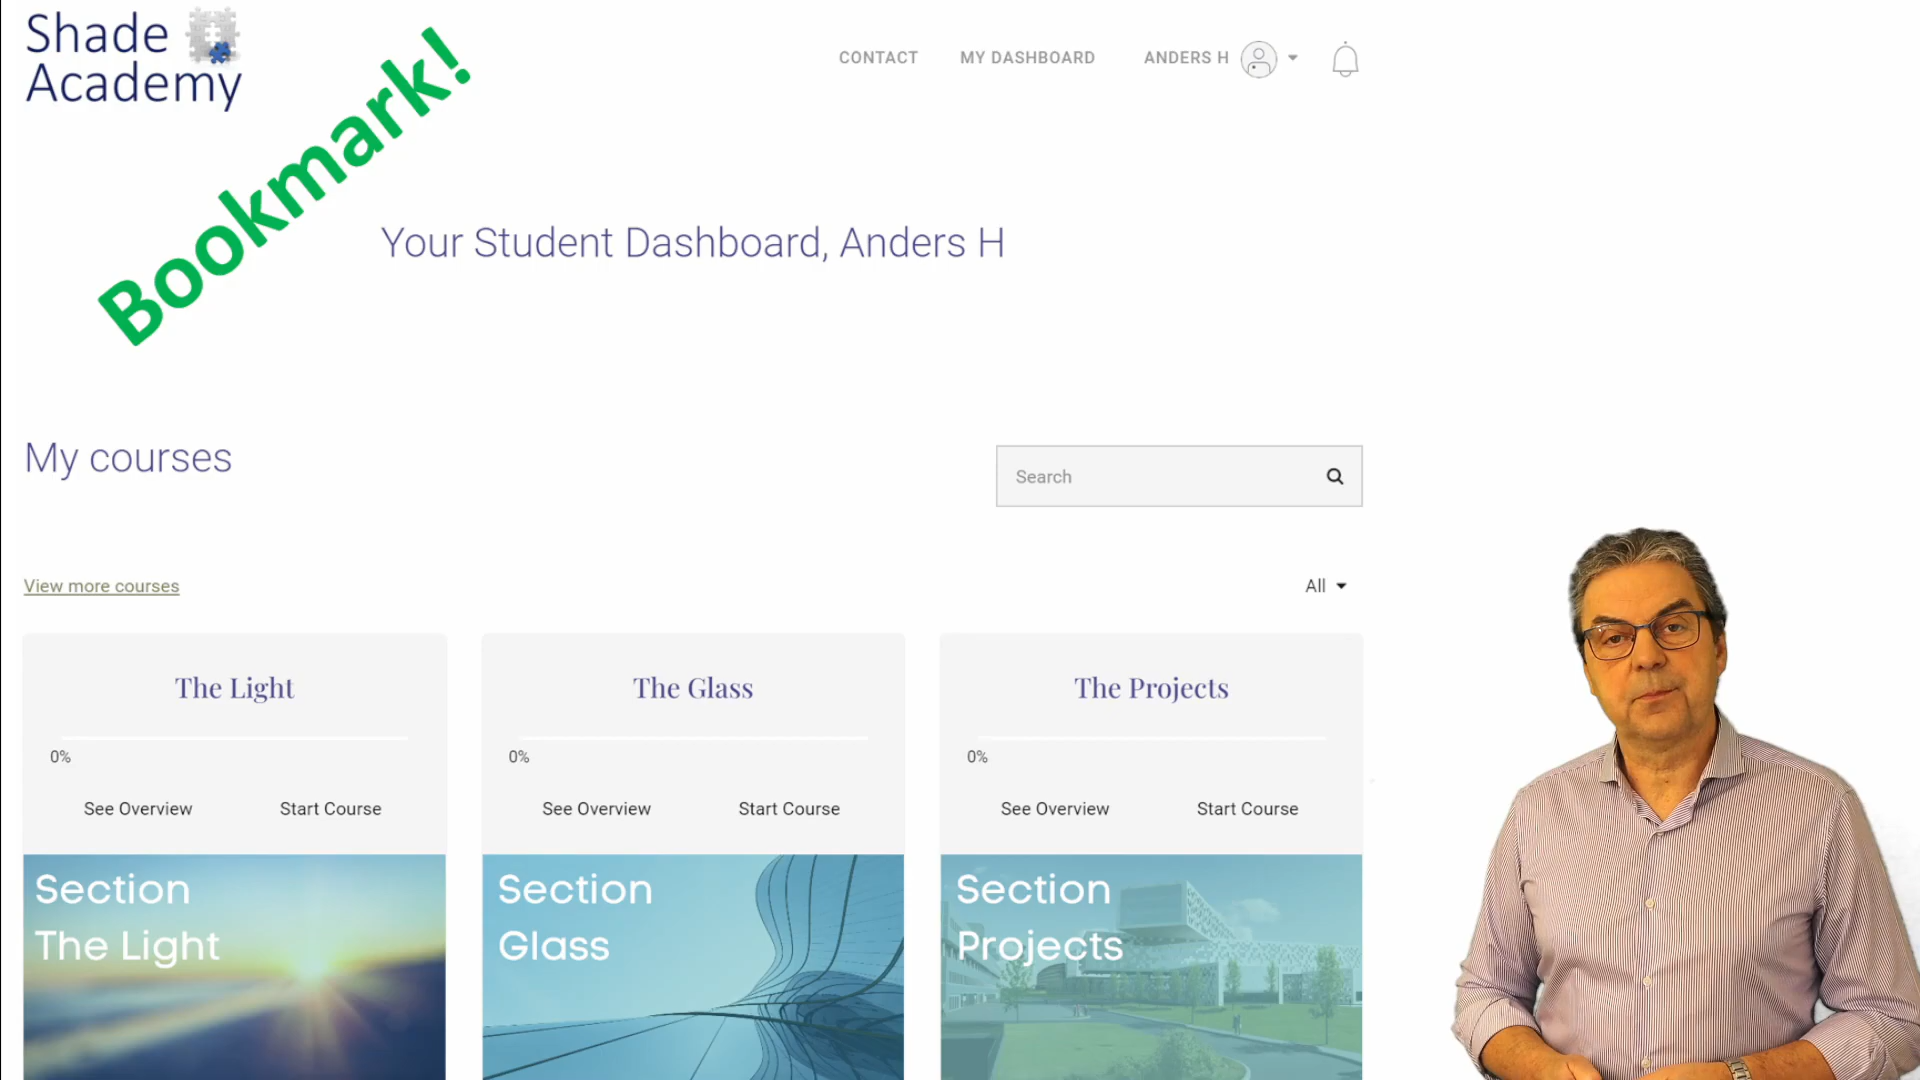 Shade
Academy
Bookmark!
CONTACT
MY DASHBOARD
ANDERS H
Your Student Dashboard, Anders H
My courses
Search
View more courses
All
The Light
0%
See Overview
Start Course
Section
The Light
The Glass
0%
See Overview
Start Course
Section
Glass
The Projects
0%
See Overview
Start Course
Section
Projects